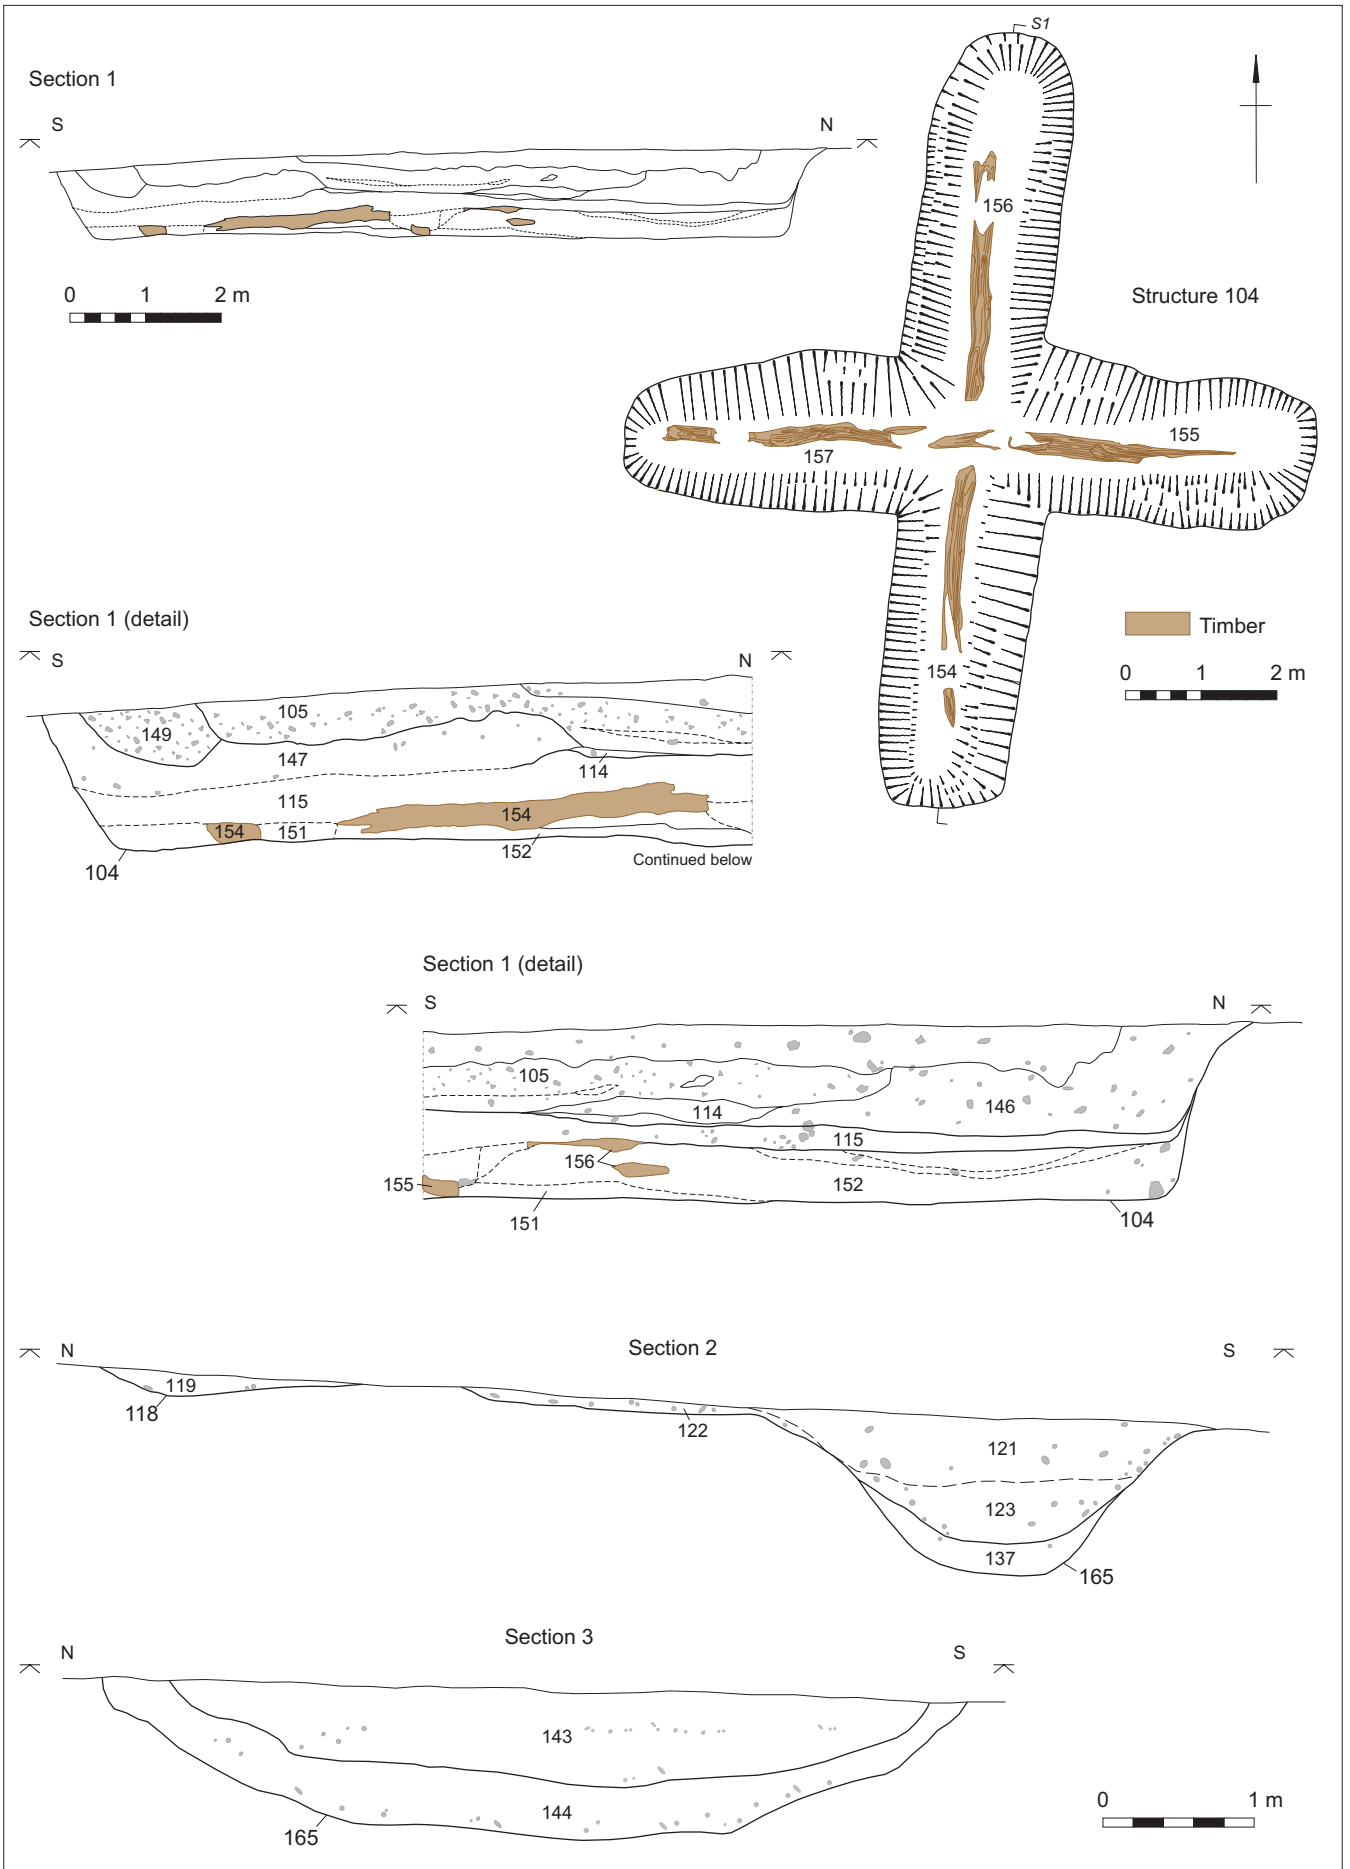 S1
Section 1
S N
0 1 2 m
156
Structure 104
155
157
Timber
0 1 2 m
154
Section 1 (detail)
S N
105
149
147
114
115
154
154
151
152
Continued below
104
Section 1 (detail)
S N
105
114
146
115
156
155
152
151
104
Section 2
N S
119
118
122
121
123
137
165
Section 3
N S
143
144
165
0 1 m